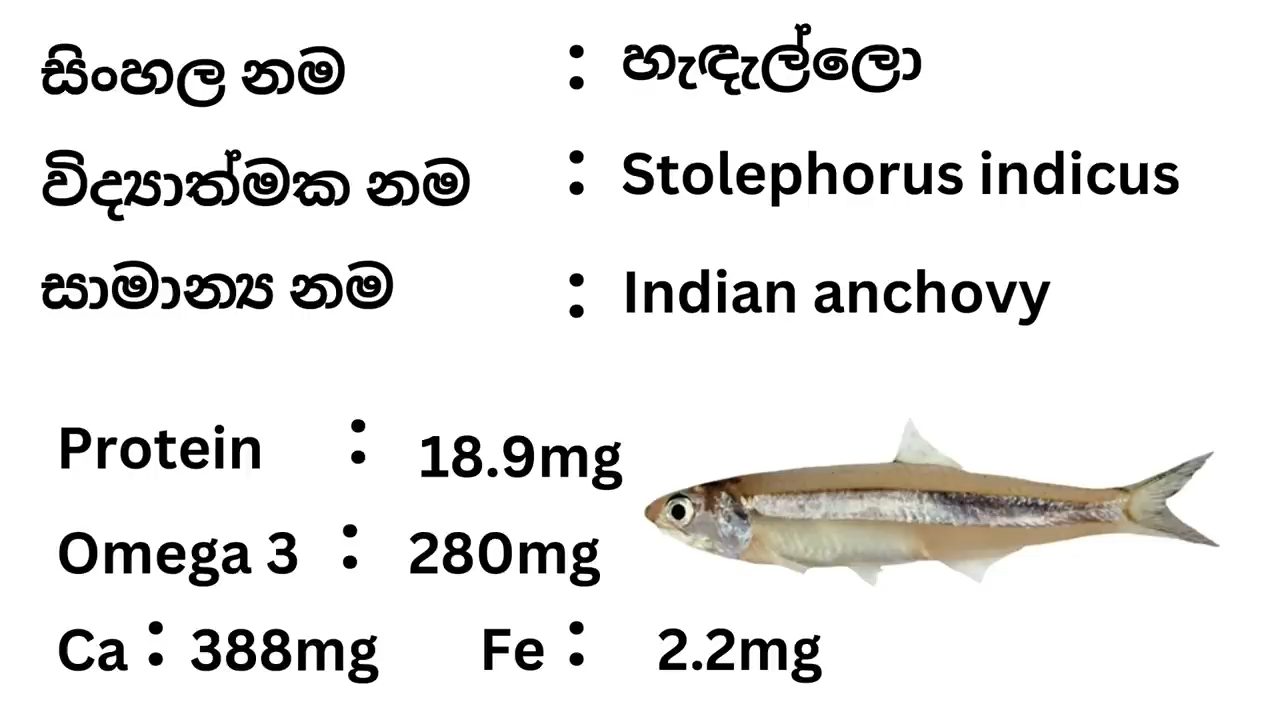 සිංහල නම : හැඳැල්ලො
විද්‍යාත්මක නම : Stolephorus indicus
සාමාන්‍ය නම : Indian anchovy
Protein : 18.9mg
Omega 3 : 280mg
Ca : 388mg Fe : 2.2mg